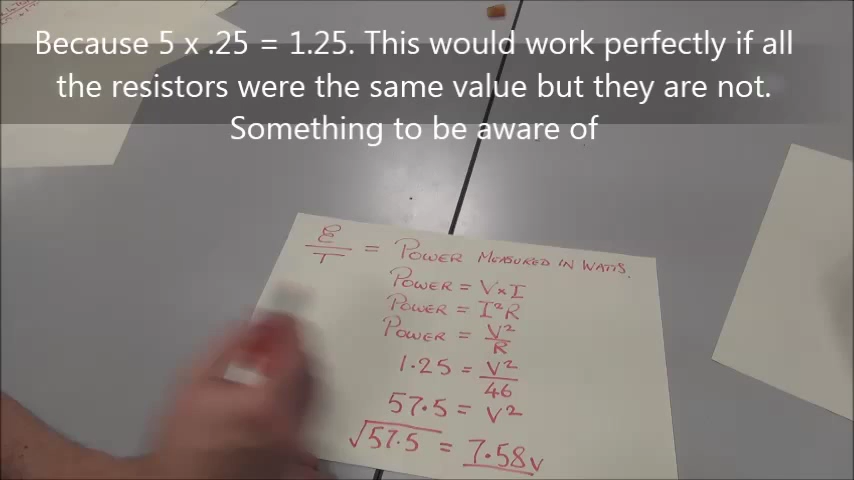 Because 5 x .25 = 1.25. This would work perfectly if all
the resistors were the same value but they are not.
Something to be aware of
E/T = POWER MEASURED IN WATTS.
POWER = V×I
POWER = I²R
POWER = V²/R
1.25 = V²/46
57.5 = V²
√57.5 = 7.58v